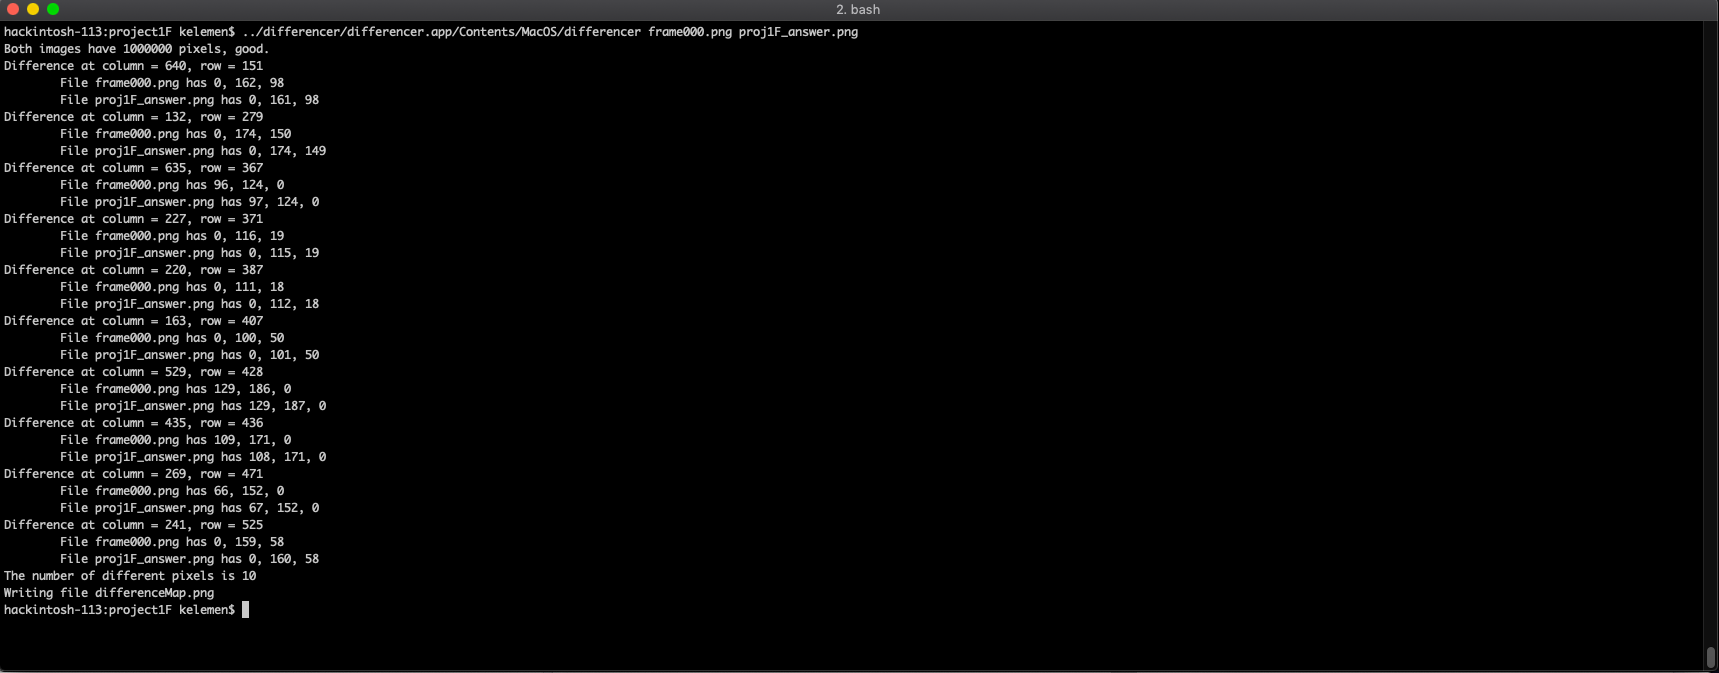 2. bash
hackintosh-113:project1F kelemen$ ../differencer/differencer.app/Contents/MacOS/differencer frame000.png proj1F_answer.png
Both images have 1000000 pixels, good.
Difference at column = 640, row = 151
File frame000.png has 0, 162, 98
File proj1F_answer.png has 0, 161, 98
Difference at column = 132, row = 279
File frame000.png has 0, 174, 150
File proj1F_answer.png has 0, 174, 149
Difference at column = 635, row = 367
File frame000.png has 96, 124, 0
File proj1F_answer.png has 97, 124, 0
Difference at column = 227, row = 371
File frame000.png has 0, 116, 19
File proj1F_answer.png has 0, 115, 19
Difference at column = 220, row = 387
File frame000.png has 0, 111, 18
File proj1F_answer.png has 0, 112, 18
Difference at column = 163, row = 407
File frame000.png has 0, 100, 50
File proj1F_answer.png has 0, 101, 50
Difference at column = 529, row = 428
File frame000.png has 129, 186, 0
File proj1F_answer.png has 129, 187, 0
Difference at column = 435, row = 436
File frame000.png has 109, 171, 0
File proj1F_answer.png has 108, 171, 0
Difference at column = 269, row = 471
File frame000.png has 66, 152, 0
File proj1F_answer.png has 67, 152, 0
Difference at column = 241, row = 525
File frame000.png has 0, 159, 58
File proj1F_answer.png has 0, 160, 58
The number of different pixels is 10
Writing file differenceMap.png
hackintosh-113:project1F kelemen$